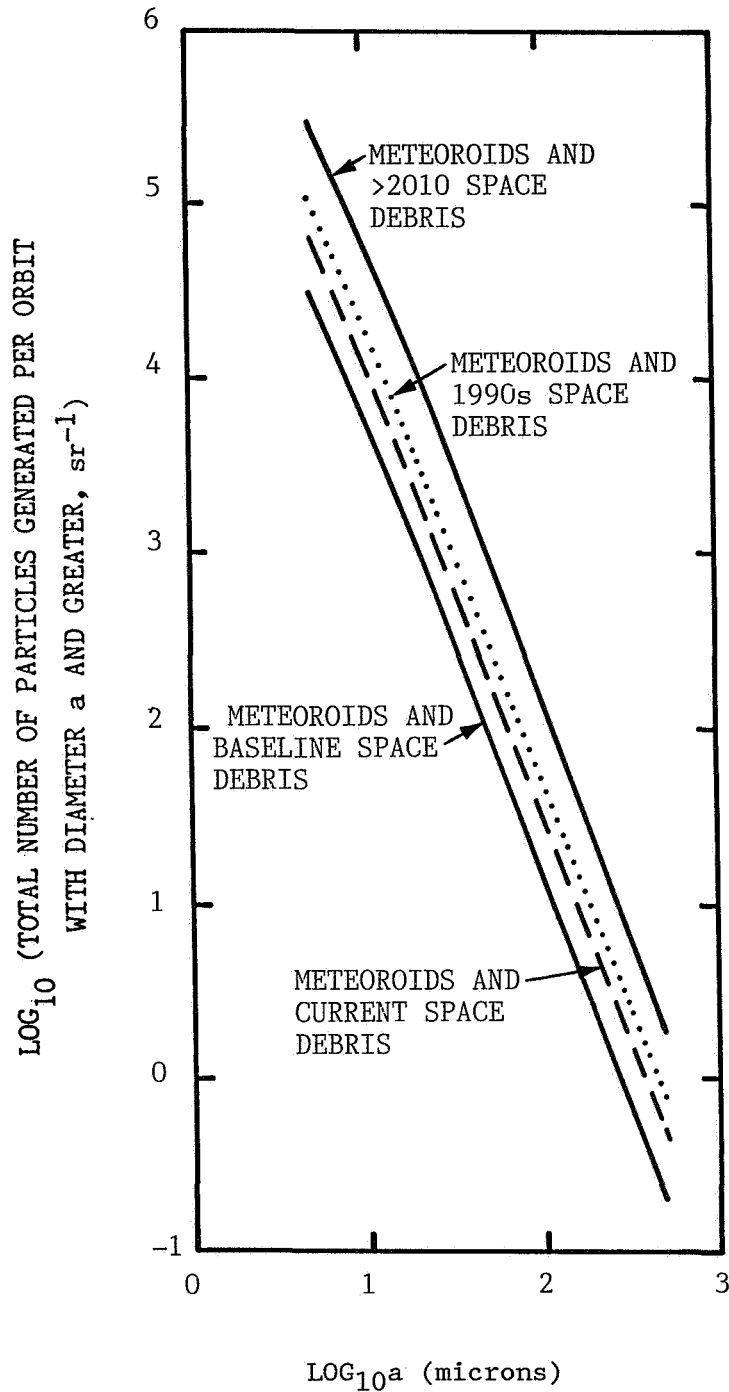 6
5
4
3
2
1
0
−1
LOG10 (TOTAL NUMBER OF PARTICLES GENERATED PER ORBIT
WITH DIAMETER a AND GREATER, sr−1)
METEOROIDS AND
>2010 SPACE
DEBRIS
METEOROIDS AND
1990s SPACE
DEBRIS
METEOROIDS AND
BASELINE SPACE
DEBRIS
METEOROIDS AND
CURRENT SPACE
DEBRIS
0 1 2 3
LOG10a (microns)